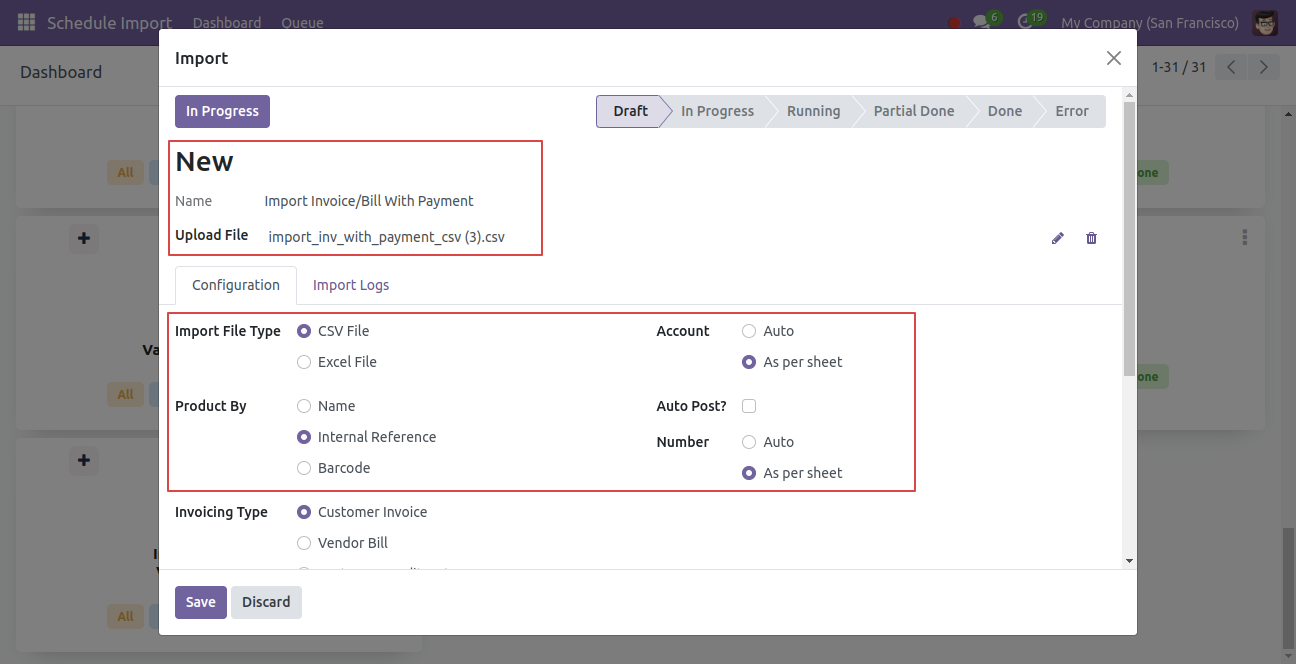 Schedule Import Dashboard Queue 6 19 My Company (San Francisco)
Dashboard 1-31 / 31
Import
In Progress Draft In Progress Running Partial Done Done Error
New
Name Import Invoice/Bill With Payment
Upload File import_inv_with_payment_csv (3).csv
Configuration Import Logs
Import File Type CSV File Account Auto
Excel File As per sheet
Product By Name Auto Post?
Internal Reference Number Auto
Barcode As per sheet
Invoicing Type Customer Invoice
Vendor Bill
Save Discard
All
All
All